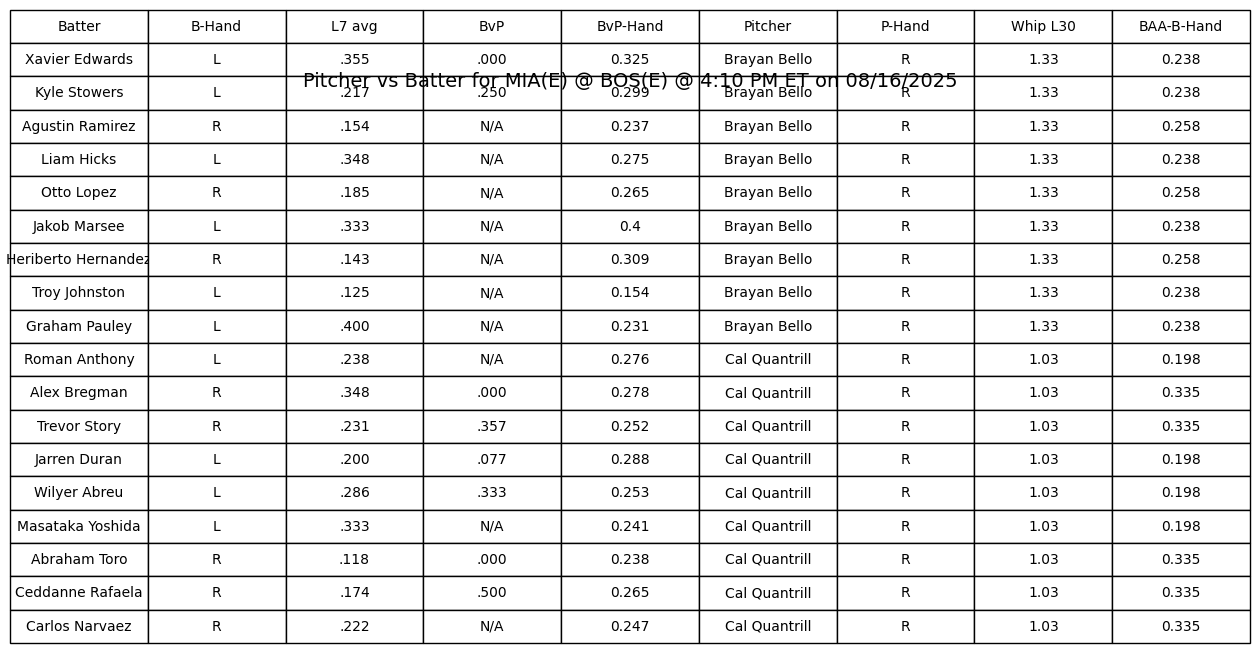 Batter B-Hand L7 avg BvP BvP-Hand Pitcher P-Hand Whip L30 BAA-B-Hand
Xavier Edwards L .355 .000 0.325 Brayan Bello R 1.33 0.238
Pitcher vs Batter for MIA(E) @ BOS(E) @ 4:10 PM ET on 08/16/2025
Kyle Stowers L .217 .250 0.299 Brayan Bello R 1.33 0.238
Agustin Ramirez R .154 N/A 0.237 Brayan Bello R 1.33 0.258
Liam Hicks L .348 N/A 0.275 Brayan Bello R 1.33 0.238
Otto Lopez R .185 N/A 0.265 Brayan Bello R 1.33 0.258
Jakob Marsee L .333 N/A 0.4 Brayan Bello R 1.33 0.238
Heriberto Hernandez R .143 N/A 0.309 Brayan Bello R 1.33 0.258
Troy Johnston L .125 N/A 0.154 Brayan Bello R 1.33 0.238
Graham Pauley L .400 N/A 0.231 Brayan Bello R 1.33 0.238
Roman Anthony L .238 N/A 0.276 Cal Quantrill R 1.03 0.198
Alex Bregman R .348 .000 0.278 Cal Quantrill R 1.03 0.335
Trevor Story R .231 .357 0.252 Cal Quantrill R 1.03 0.335
Jarren Duran L .200 .077 0.288 Cal Quantrill R 1.03 0.198
Wilyer Abreu L .286 .333 0.253 Cal Quantrill R 1.03 0.198
Masataka Yoshida L .333 N/A 0.241 Cal Quantrill R 1.03 0.198
Abraham Toro R .118 .000 0.238 Cal Quantrill R 1.03 0.335
Ceddanne Rafaela R .174 .500 0.265 Cal Quantrill R 1.03 0.335
Carlos Narvaez R .222 N/A 0.247 Cal Quantrill R 1.03 0.335